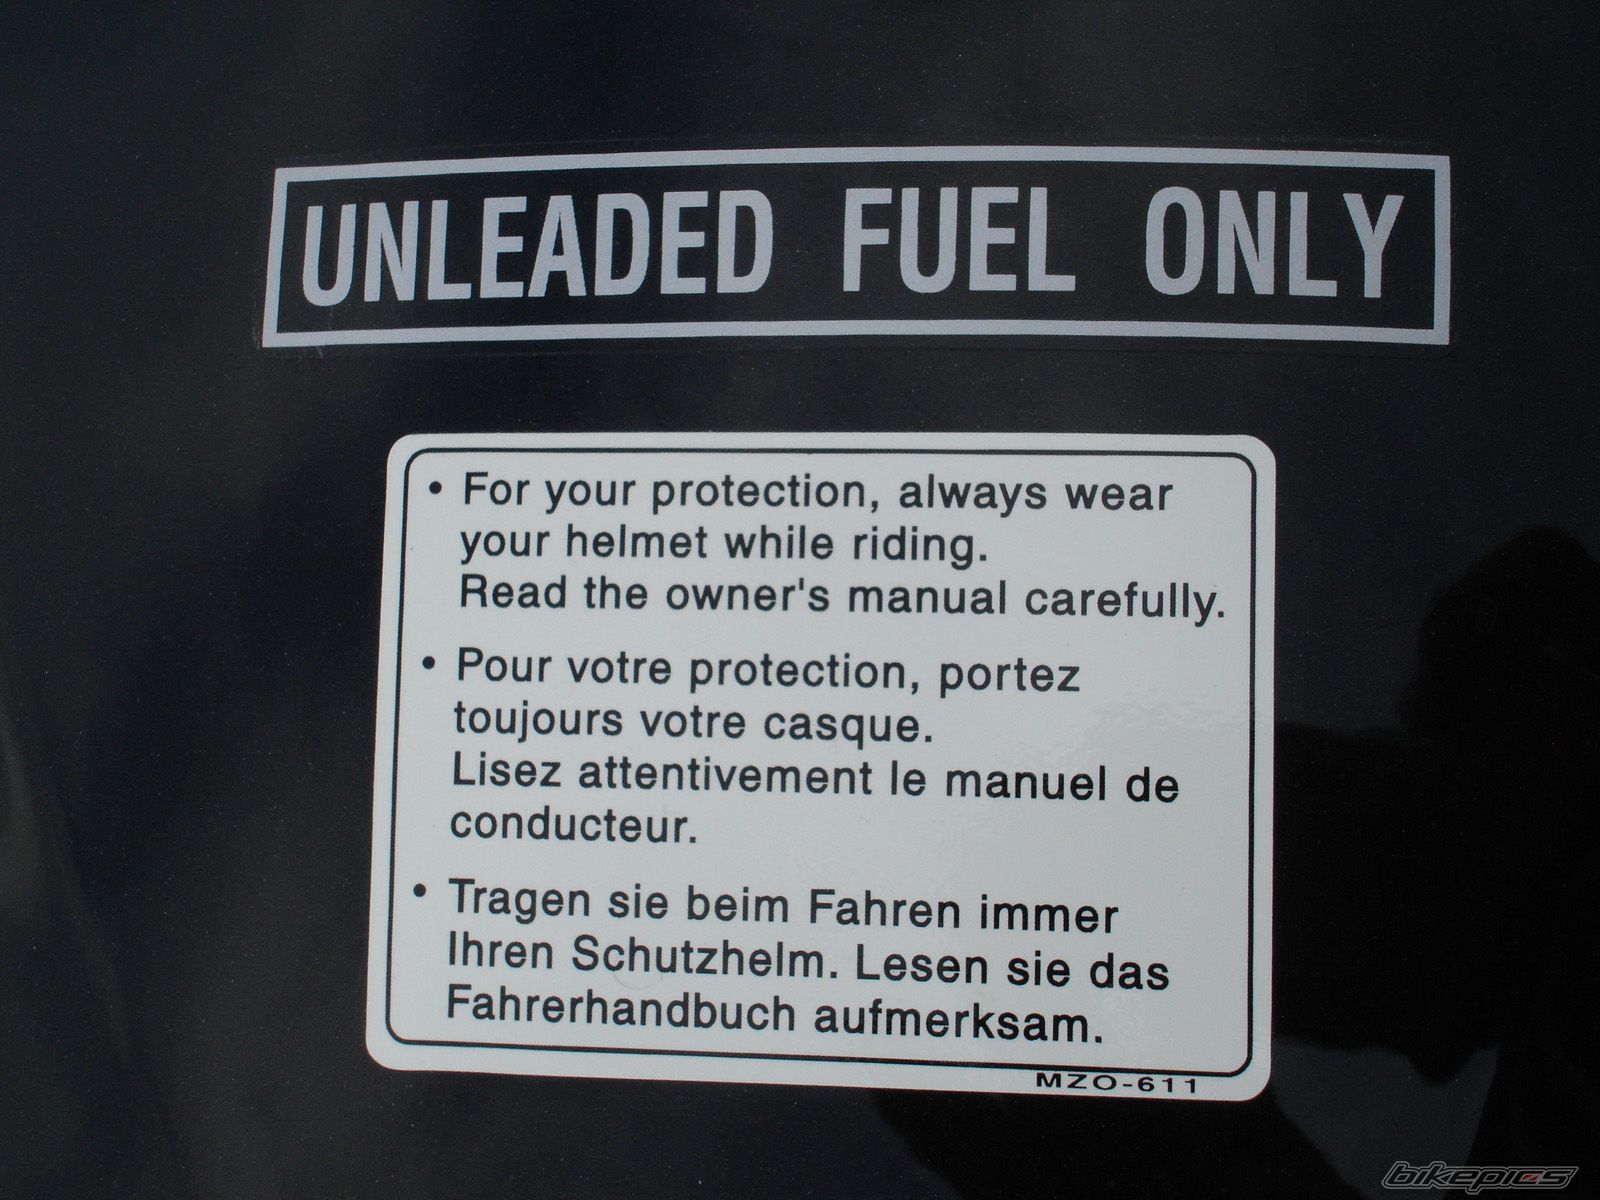 UNLEADED FUEL ONLY
• For your protection, always wear
your helmet while riding.
Read the owner's manual carefully.
• Pour votre protection, portez
toujours votre casque.
Lisez attentivement le manuel de
conducteur.
• Tragen sie beim Fahren immer
Ihren Schutzhelm. Lesen sie das
Fahrerhandbuch aufmerksam.
MZO-611
bikepics